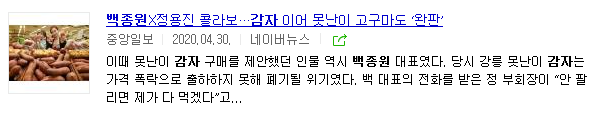 백종원X정용진 콜라보…감자 이어 못난이 고구마도 '완판'
중앙일보 | 2020.04.30. | 네이버뉴스 |
이때 못난이 감자 구매를 제안했던 인물 역시 백종원 대표였다. 당시 강릉 못난이 감자는
가격 폭락으로 출하하지 못해 폐기될 위기였다. 백 대표의 전화를 받은 정 부회장이 “안 팔
리면 제가 다 먹겠다”고...